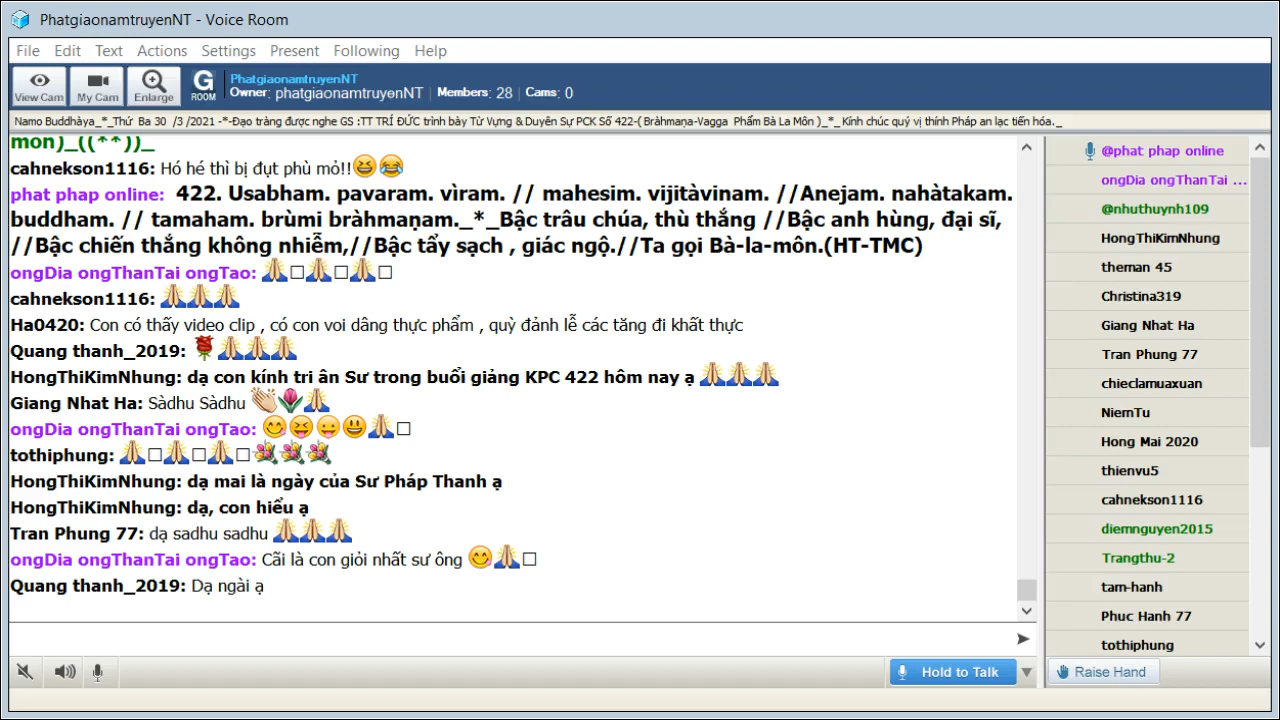 PhatgiaonamtruyenNT - Voice Room
File Edit Text Actions Settings Present Following Help
View Cam My Cam Enlarge G ROOM PhatgiaonamtruyenNT
Owner: phatgiaonamtruyenNT Members: 28 Cams: 0
Namo Buddhàya_*_Thứ Ba 30 /3 /2021 -*-Đạo tràng được nghe GS :TT TRÍ ĐỨC trình bày Từ Vựng & Duyên Sự PCK Số 422-( Bràhmaṇa-Vagga Phẩm Bà La Môn )_*_ Kính chúc quý vị thính Pháp an lạc tiến hóa._
môn)_((**))_
cahnekson1116: Hó hé thì bị đụt phù mỏ!!😆😂
phat phap online: 422. Usabham. pavaram. vìram. // mahesim. vijitàvinam. //Anejam. nahàtakam.
buddham. // tamaham. brùmi bràhmaṇam._*_Bậc trâu chúa, thù thắng //Bậc anh hùng, đại sĩ,
//Bậc chiến thắng không nhiễm,//Bậc tẩy sạch , giác ngộ.//Ta gọi Bà-la-môn.(HT-TMC)
ongDia ongThanTai ongTao: 🙏□🙏□🙏□
cahnekson1116: 🙏🙏🙏
Ha0420: Con có thấy video clip , có con voi dâng thực phẩm , quỳ đảnh lễ các tăng đi khất thực
Quang thanh_2019: 🌹🙏🙏🙏
HongThiKimNhung: dạ con kính tri ân Sư trong buổi giảng KPC 422 hôm nay ạ 🙏🙏🙏
Giang Nhat Ha: Sàdhu Sàdhu 👏🌷🙏
ongDia ongThanTai ongTao: 😋😝😛😃🙏□
tothiphung: 🙏□🙏□🙏□💐💐💐
HongThiKimNhung: dạ mai là ngày của Sư Pháp Thanh ạ
HongThiKimNhung: dạ, con hiểu ạ
Tran Phung 77: dạ sadhu sadhu 🙏🙏🙏
ongDia ongThanTai ongTao: Cãi là con giỏi nhất sư ông 😋🙏□
Quang thanh_2019: Dạ ngài ạ
Hold to Talk
@phat phap online
ongDia ongThanTai ...
@nhuthuynh109
HongThiKimNhung
theman 45
Christina319
Giang Nhat Ha
Tran Phung 77
chieclamuaxuan
NiemTu
Hong Mai 2020
thienvu5
cahnekson1116
diemnguyen2015
Trangthu-2
tam-hanh
Phuc Hanh 77
tothiphung
Raise Hand